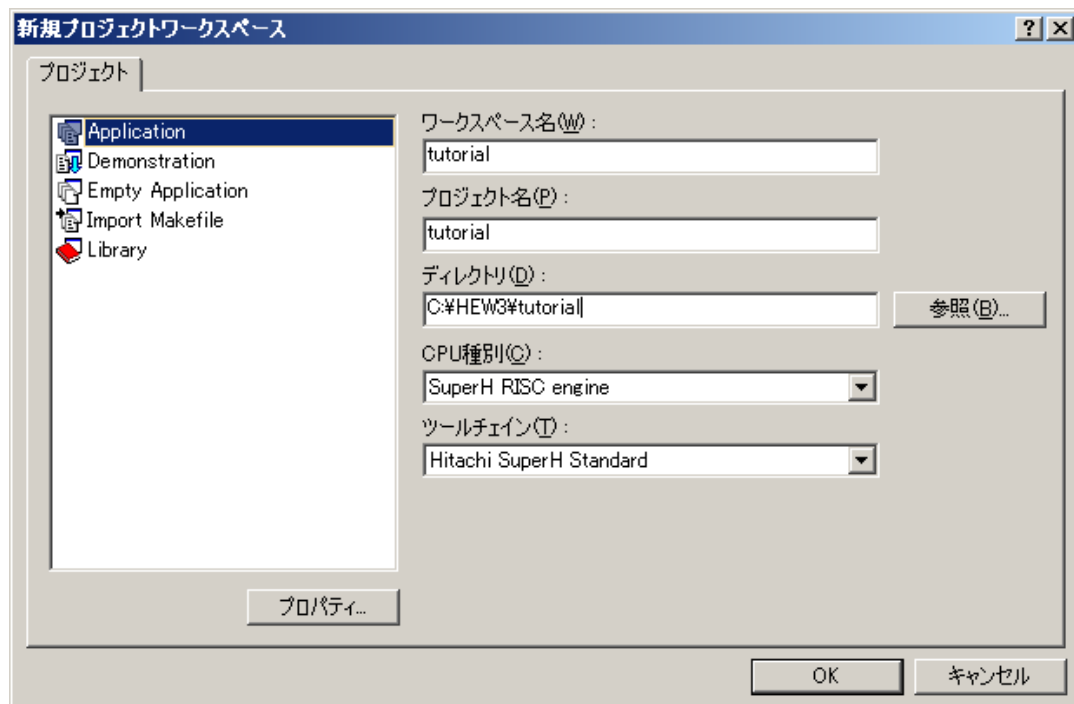 新規プロジェクトワークスペース
プロジェクト
Application
Demonstration
Empty Application
Import Makefile
Library
プロパティ...
ワークスペース名(W) :
tutorial
プロジェクト名(P) :
tutorial
ディレクトリ(D) :
C:¥HEW3¥tutorial
参照(B)...
CPU種別(C) :
SuperH RISC engine
ツールチェイン(T) :
Hitachi SuperH Standard
OK
キャンセル